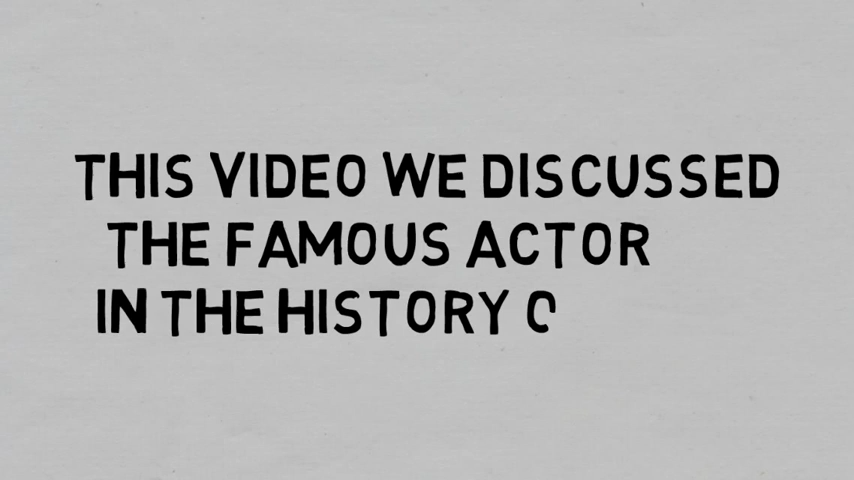 THIS VIDEO WE DISCUSSED
THE FAMOUS ACTOR
IN THE HISTORY